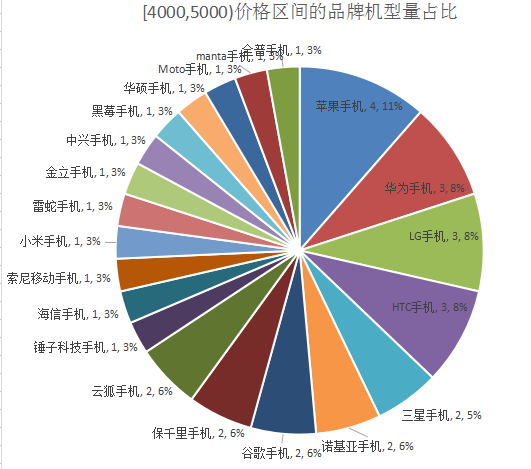 [4000,5000)价格区间的品牌机型量占比
金普手机, 1, 3%
manta手机, 1, 3%
Moto手机, 1, 3%
华硕手机, 1, 3%
黑莓手机, 1, 3%
中兴手机, 1, 3%
金立手机, 1, 3%
雷蛇手机, 1, 3%
小米手机, 1, 3%
索尼移动手机, 1, 3%
海信手机, 1, 3%
锤子科技手机, 1, 3%
云狐手机, 2, 6%
保千里手机, 2, 6%
谷歌手机, 2, 6%
诺基亚手机, 2, 6%
三星手机, 2, 5%
HTC手机, 3, 8%
LG手机, 3, 8%
华为手机, 3, 8%
苹果手机, 4, 11%